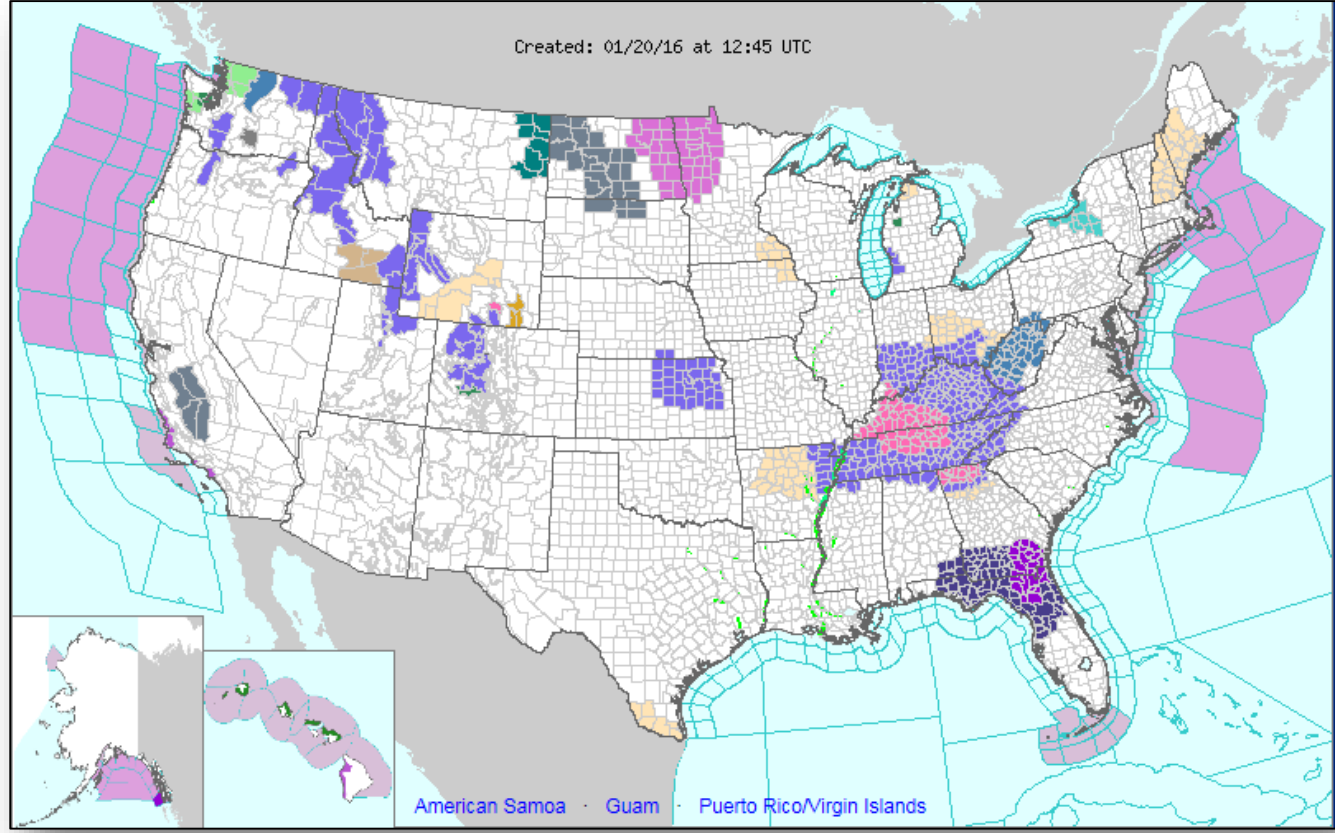 Created: 01/20/16 at 12:45 UTC
American Samoa · Guam · Puerto Rico/Virgin Islands